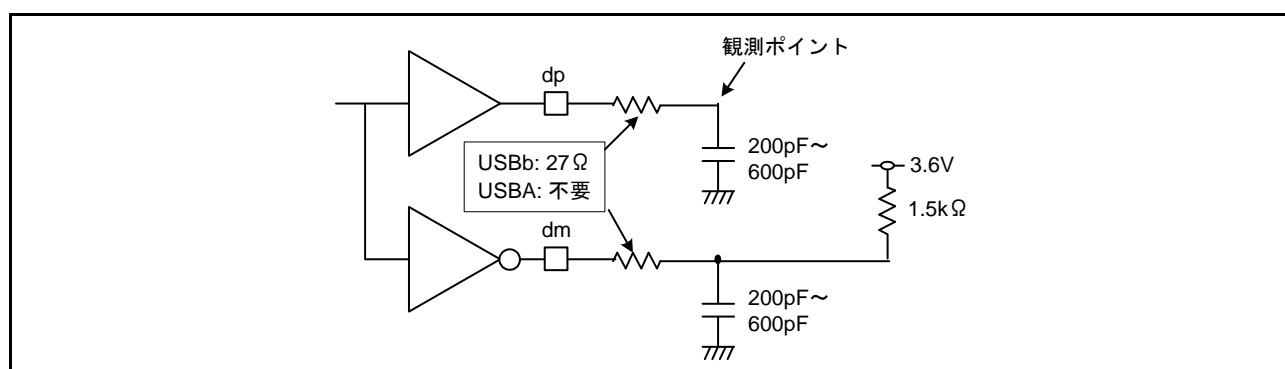 観測ポイント
dp
USBb: 27Ω
USBA: 不要
200pF～
600pF
3.6V
1.5kΩ
dm
200pF～
600pF